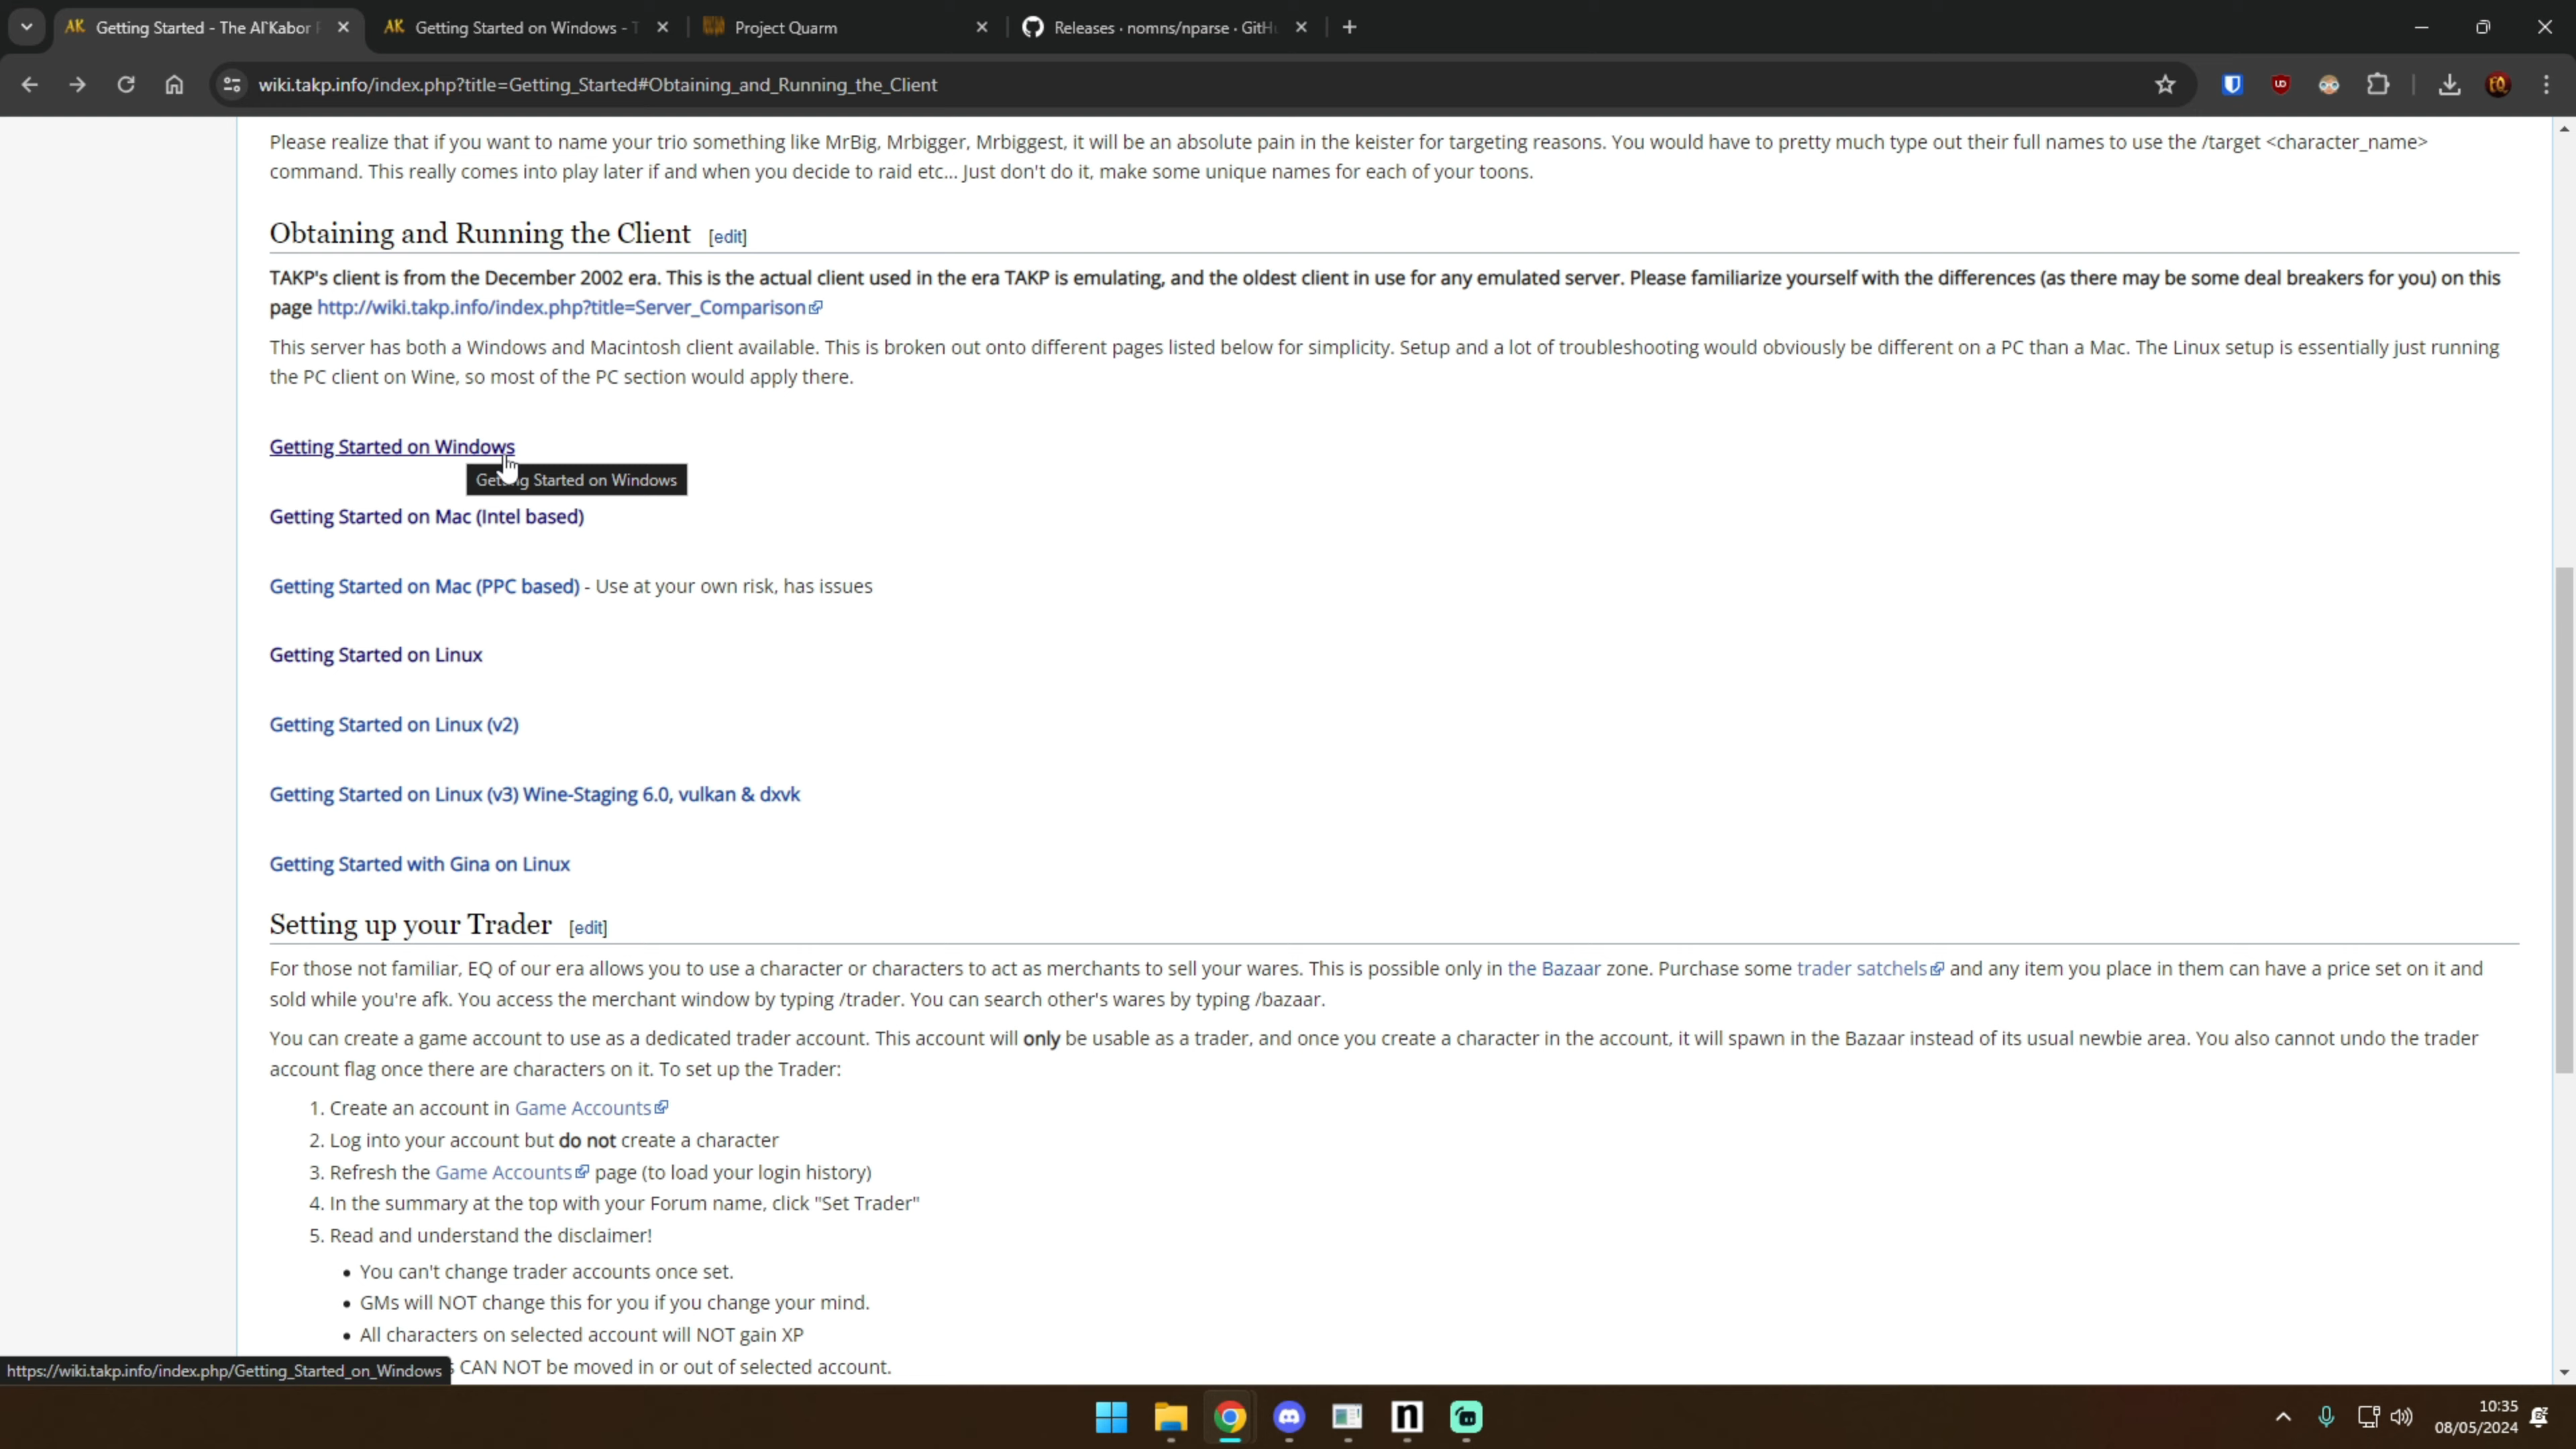 Getting Started - The Al'Kabor P
Getting Started on Windows - T
Project Quarm
Releases · nomns/nparse · GitH
wiki.takp.info/index.php?title=Getting_Started#Obtaining_and_Running_the_Client
Please realize that if you want to name your trio something like MrBig, Mrbigger, Mrbiggest, it will be an absolute pain in the keister for targeting reasons. You would have to pretty much type out their full names to use the /target <character_name>
command. This really comes into play later if and when you decide to raid etc... Just don't do it, make some unique names for each of your toons.
Obtaining and Running the Client [edit]
TAKP's client is from the December 2002 era. This is the actual client used in the era TAKP is emulating, and the oldest client in use for any emulated server. Please familiarize yourself with the differences (as there may be some deal breakers for you) on this
page http://wiki.takp.info/index.php?title=Server_Comparison
This server has both a Windows and Macintosh client available. This is broken out onto different pages listed below for simplicity. Setup and a lot of troubleshooting would obviously be different on a PC than a Mac. The Linux setup is essentially just running
the PC client on Wine, so most of the PC section would apply there.
Getting Started on Windows
Getting Started on Windows
Getting Started on Mac (Intel based)
Getting Started on Mac (PPC based) - Use at your own risk, has issues
Getting Started on Linux
Getting Started on Linux (v2)
Getting Started on Linux (v3) Wine-Staging 6.0, vulkan & dxvk
Getting Started with Gina on Linux
Setting up your Trader [edit]
For those not familiar, EQ of our era allows you to use a character or characters to act as merchants to sell your wares. This is possible only in the Bazaar zone. Purchase some trader satchels and any item you place in them can have a price set on it and
sold while you're afk. You access the merchant window by typing /trader. You can search other's wares by typing /bazaar.
You can create a game account to use as a dedicated trader account. This account will only be usable as a trader, and once you create a character in the account, it will spawn in the Bazaar instead of its usual newbie area. You also cannot undo the trader
account flag once there are characters on it. To set up the Trader:
1. Create an account in Game Accounts
2. Log into your account but do not create a character
3. Refresh the Game Accounts page (to load your login history)
4. In the summary at the top with your Forum name, click "Set Trader"
5. Read and understand the disclaimer!
• You can't change trader accounts once set.
• GMs will NOT change this for you if you change your mind.
• All characters on selected account will NOT gain XP
CAN NOT be moved in or out of selected account.
https://wiki.takp.info/index.php/Getting_Started_on_Windows
10:35
08/05/2024